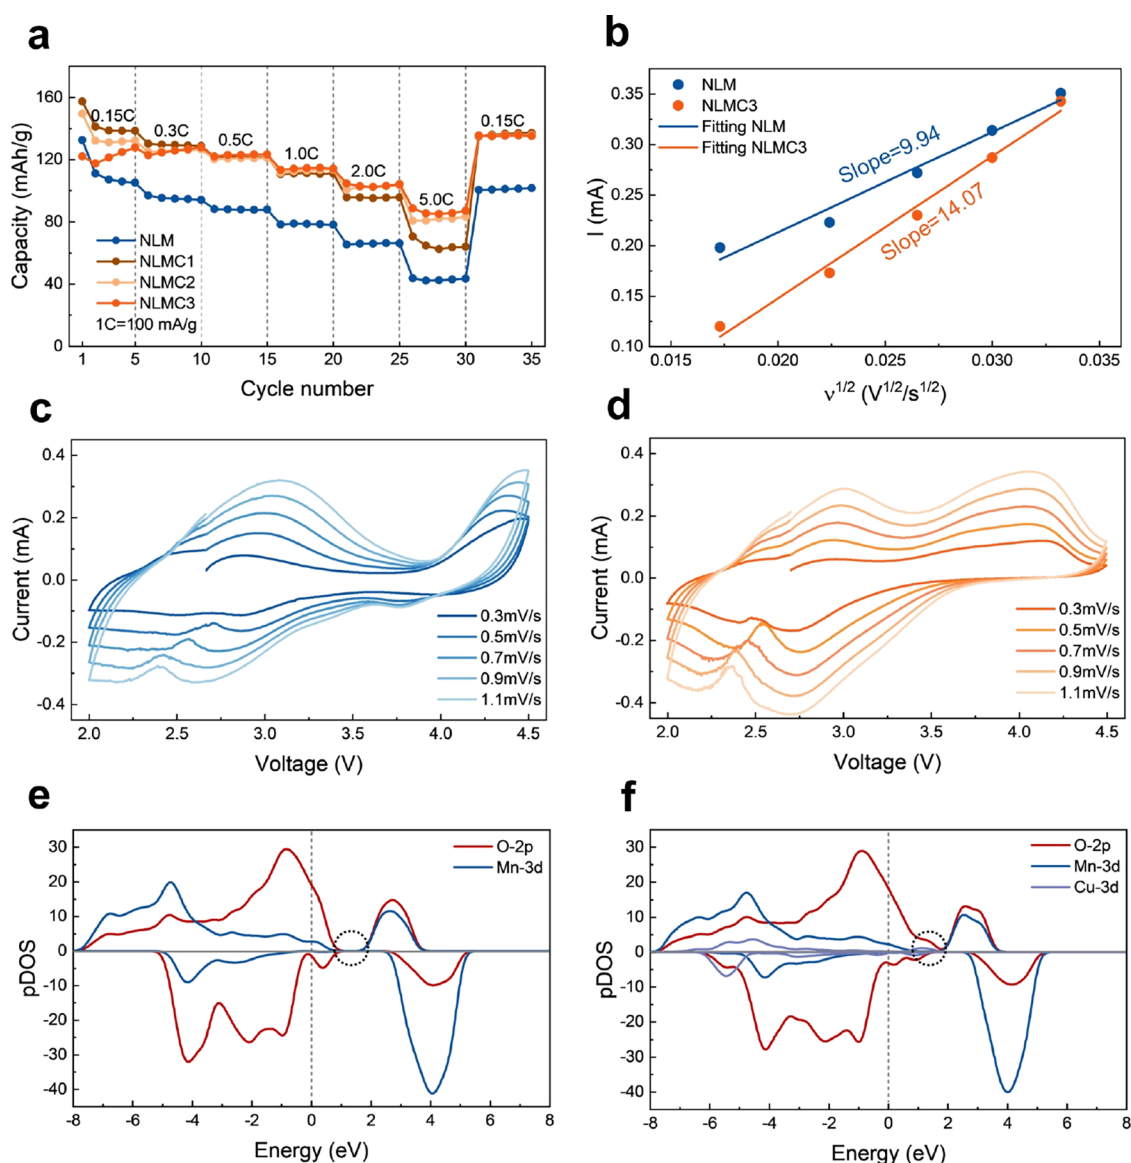 a
160
120
80
40
0
Capacity (mAh/g)
0.15C
0.3C
0.5C
1.0C
2.0C
5.0C
0.15C
NLM
NLMC1
NLMC2
NLMC3
1C=100 mA/g
1 5 10 15 20 25 30 35
Cycle number
b
0.35
0.30
0.25
0.20
0.15
0.10
I (mA)
NLM
NLMC3
Fitting NLM
Fitting NLMC3
Slope=9.94
Slope=14.07
0.015 0.020 0.025 0.030 0.035
ν1/2 (V1/2/s1/2)
c
0.4
0.2
0.0
-0.2
-0.4
Current (mA)
0.3mV/s
0.5mV/s
0.7mV/s
0.9mV/s
1.1mV/s
2.0 2.5 3.0 3.5 4.0 4.5
Voltage (V)
d
0.4
0.2
0.0
-0.2
-0.4
Current (mA)
0.3mV/s
0.5mV/s
0.7mV/s
0.9mV/s
1.1mV/s
2.0 2.5 3.0 3.5 4.0 4.5
Voltage (V)
e
30
20
10
0
-10
-20
-30
-40
pDOS
O-2p
Mn-3d
-8 -6 -4 -2 0 2 4 6 8
Energy (eV)
f
30
20
10
0
-10
-20
-30
-40
pDOS
O-2p
Mn-3d
Cu-3d
-8 -6 -4 -2 0 2 4 6 8
Energy (eV)